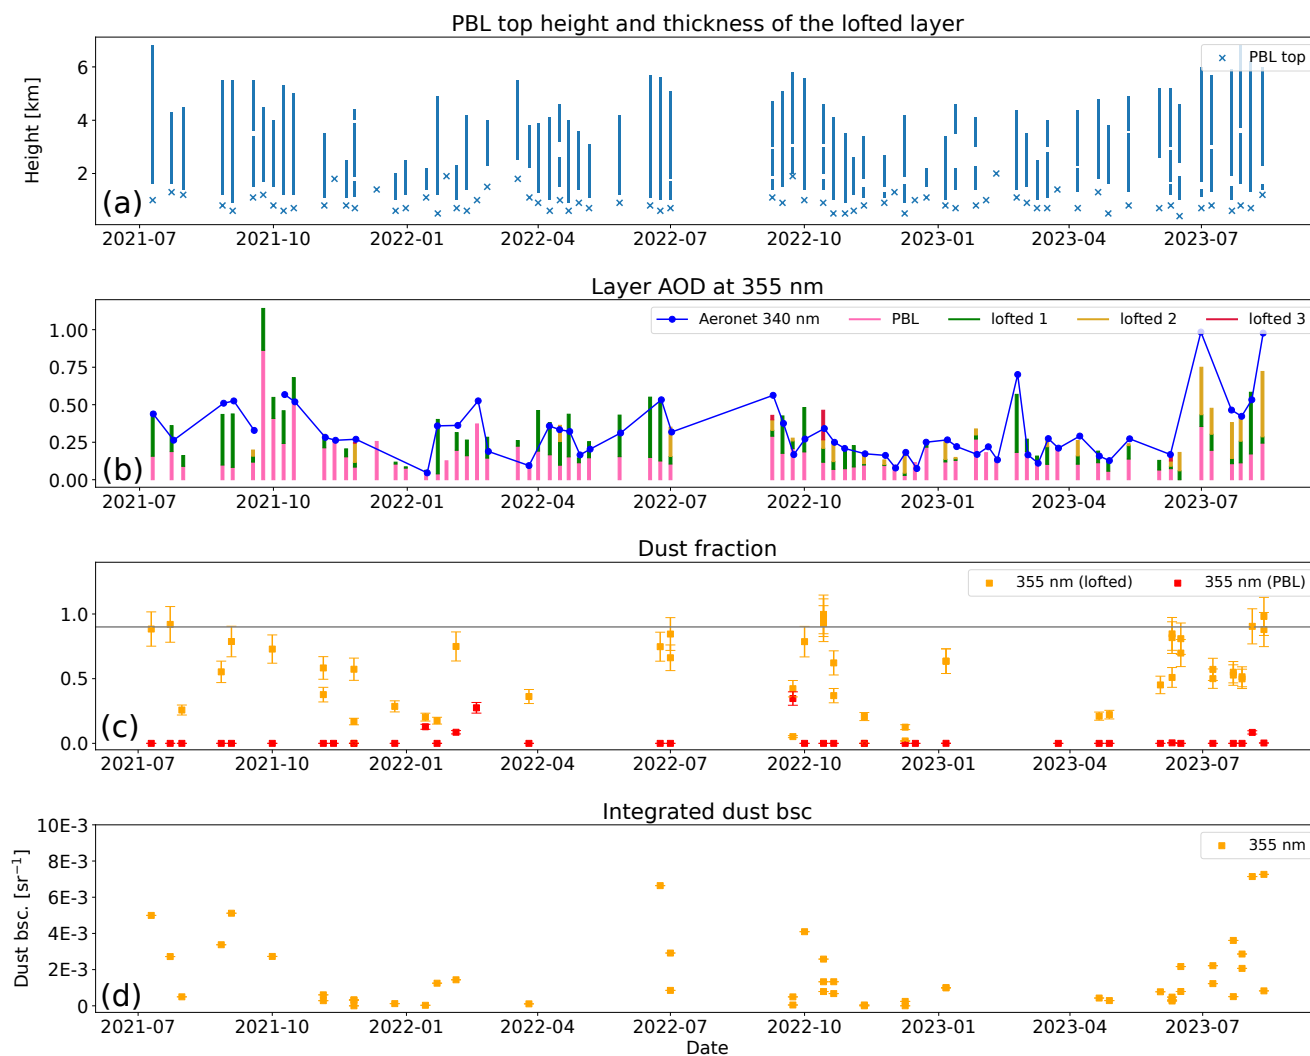 PBL top height and thickness of the lofted layer
Height [km]
6
4
2
PBL top
(a)
2021-07 2021-10 2022-01 2022-04 2022-07 2022-10 2023-01 2023-04 2023-07
Layer AOD at 355 nm
1.00
0.75
0.50
0.25
0.00
Aeronet 340 nm PBL lofted 1 lofted 2 lofted 3
(b)
2021-07 2021-10 2022-01 2022-04 2022-07 2022-10 2023-01 2023-04 2023-07
Dust fraction
1.0
0.5
0.0
355 nm (lofted) 355 nm (PBL)
(c)
2021-07 2021-10 2022-01 2022-04 2022-07 2022-10 2023-01 2023-04 2023-07
Integrated dust bsc
Dust bsc. [sr⁻¹]
10E-3
8E-3
6E-3
4E-3
2E-3
0
355 nm
(d)
2021-07 2021-10 2022-01 2022-04 2022-07 2022-10 2023-01 2023-04 2023-07
Date